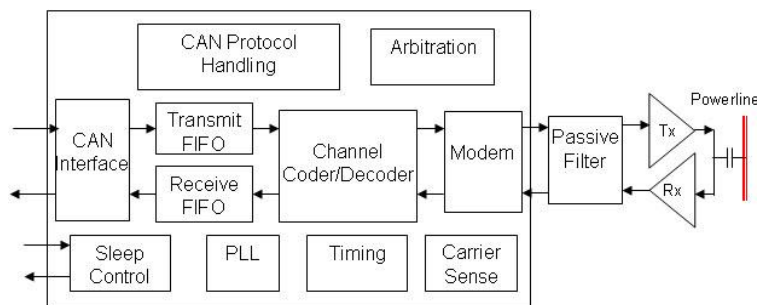 CAN Protocol
Handling
Arbitration
Powerline
CAN
Interface
Transmit
FIFO
Receive
FIFO
Channel
Coder/Decoder
Modem
Passive
Filter
Tx
Rx
Sleep
Control
PLL
Timing
Carrier
Sense